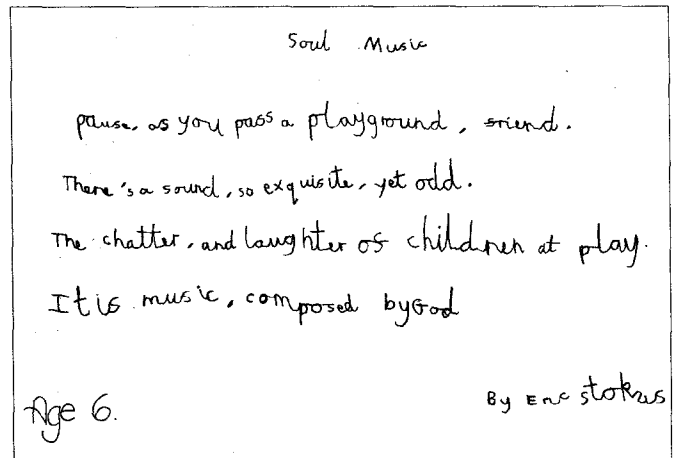 Soul Music
pause, as you pass a playground, friend.
There's a sound, so exquisite, yet odd.
The chatter, and laughter of children at play.
It is music, composed by God
By Eric Stokes
Age 6.